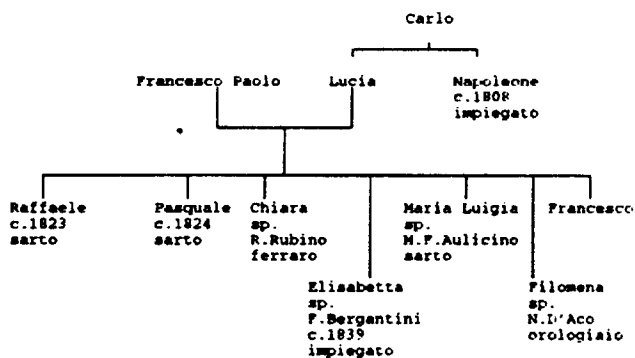 Carlo
Francesco Paolo Lucia Napoleone
c.1808
impiegato
Raffaele
c.1823
sarto
Pasquale
c.1824
sarto
Chiara
sp.
R.Rubino
ferraro
Elisabetta
sp.
F.Bergantini
c.1839
impiegato
Maria Luigia
sp.
M.F.Aulicino
sarto
Filomena
sp.
N.D'Aco
orologiaio
Francesco